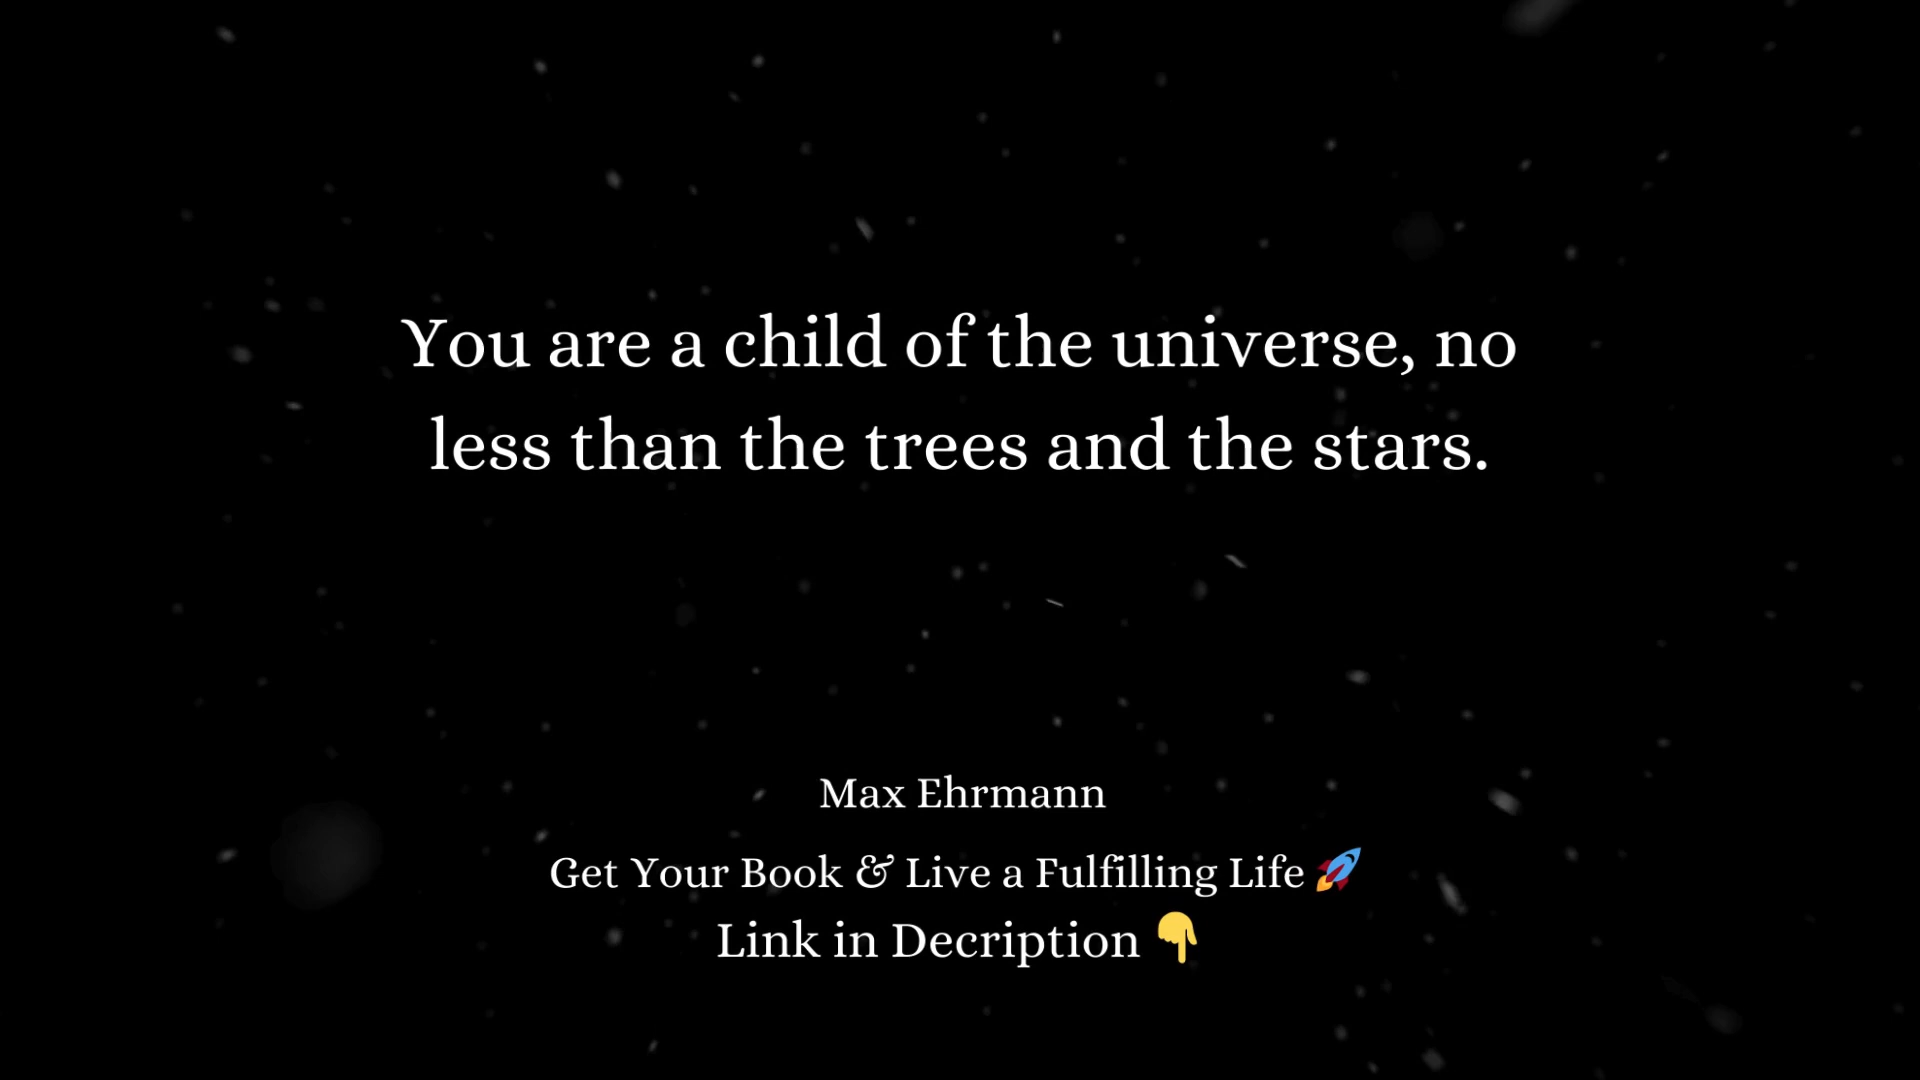 You are a child of the universe, no
less than the trees and the stars.
Max Ehrmann
Get Your Book & Live a Fulfilling Life 🚀
Link in Decription 👇